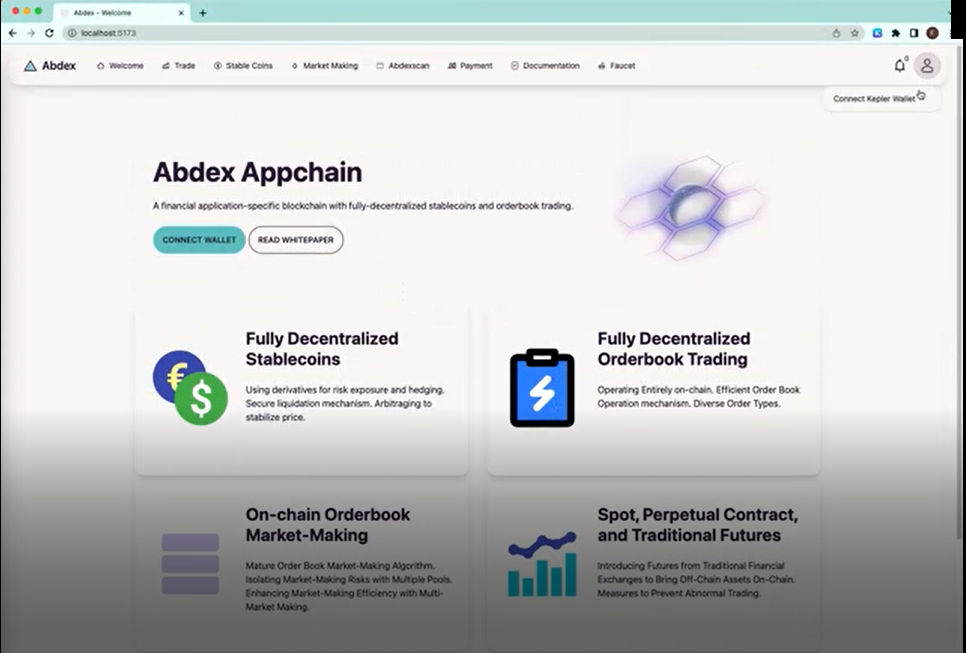 Abdex - Welcome
localhost:5173
Abdex Welcome Trade Stable Coins Market Making Abdexscan Payment Documentation Faucet 0
Connect Kepler Wallet
Abdex Appchain
A financial application-specific blockchain with fully-decentralized stablecoins and orderbook trading.
CONNECT WALLET READ WHITEPAPER
Fully Decentralized
Stablecoins
Using derivatives for risk exposure and hedging.
Secure liquidation mechanism. Arbitraging to
stabilize price.
Fully Decentralized
Orderbook Trading
Operating Entirely on-chain. Efficient Order Book
Operation mechanism. Diverse Order Types.
On-chain Orderbook
Market-Making
Mature Order Book Market-Making Algorithm.
Isolating Market-Making Risks with Multiple Pools.
Enhancing Market-Making Efficiency with Multi-
Market Making.
Spot, Perpetual Contract,
and Traditional Futures
Introducing Futures from Traditional Financial
Exchanges to Bring Off-Chain Assets On-Chain.
Measures to Prevent Abnormal Trading.